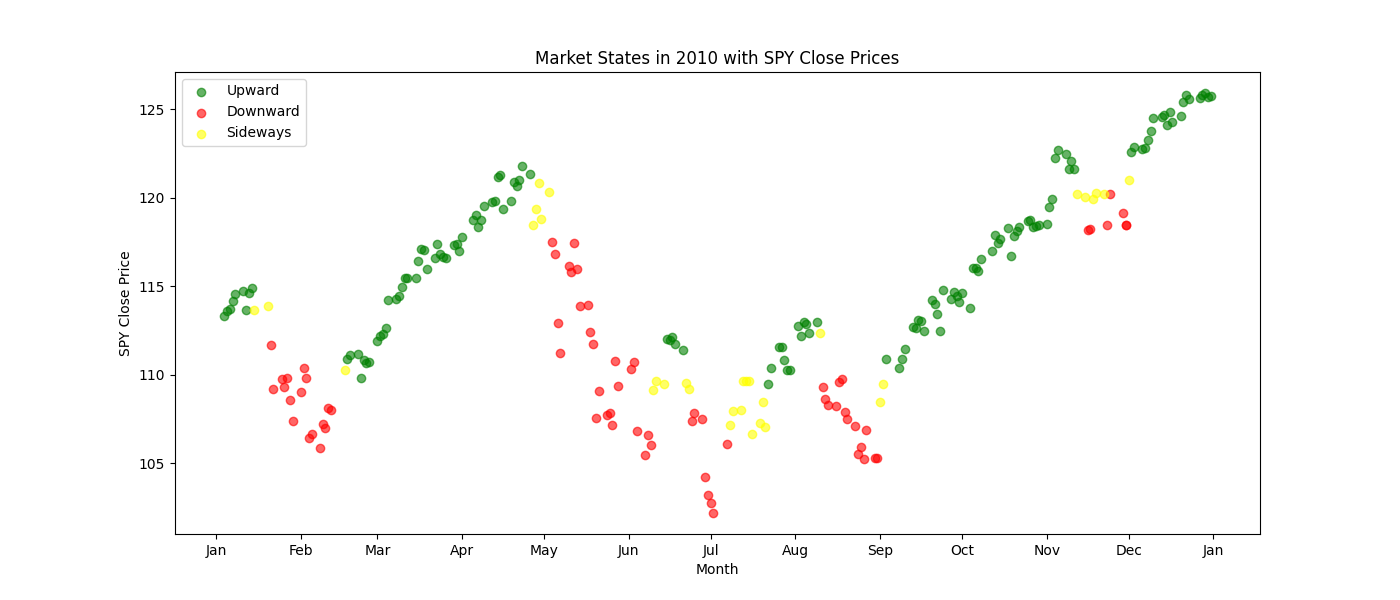 Market States in 2010 with SPY Close Prices
Upward
Downward
Sideways
125
120
115
110
105
SPY Close Price
Jan Feb Mar Apr May Jun Jul Aug Sep Oct Nov Dec Jan
Month